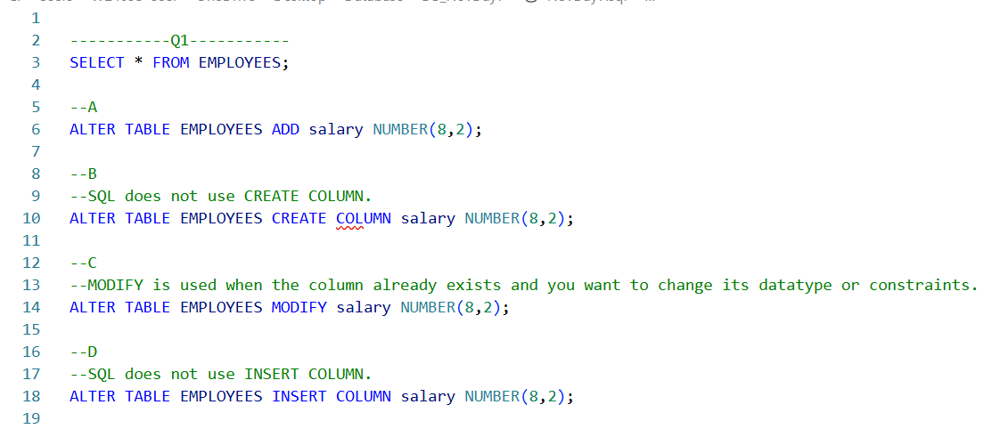 1
2 -----------Q1-----------
3 SELECT * FROM EMPLOYEES;
4
5 --A
6 ALTER TABLE EMPLOYEES ADD salary NUMBER(8,2);
7
8 --B
9 --SQL does not use CREATE COLUMN.
10 ALTER TABLE EMPLOYEES CREATE COLUMN salary NUMBER(8,2);
11
12 --C
13 --MODIFY is used when the column already exists and you want to change its datatype or constraints.
14 ALTER TABLE EMPLOYEES MODIFY salary NUMBER(8,2);
15
16 --D
17 --SQL does not use INSERT COLUMN.
18 ALTER TABLE EMPLOYEES INSERT COLUMN salary NUMBER(8,2);
19